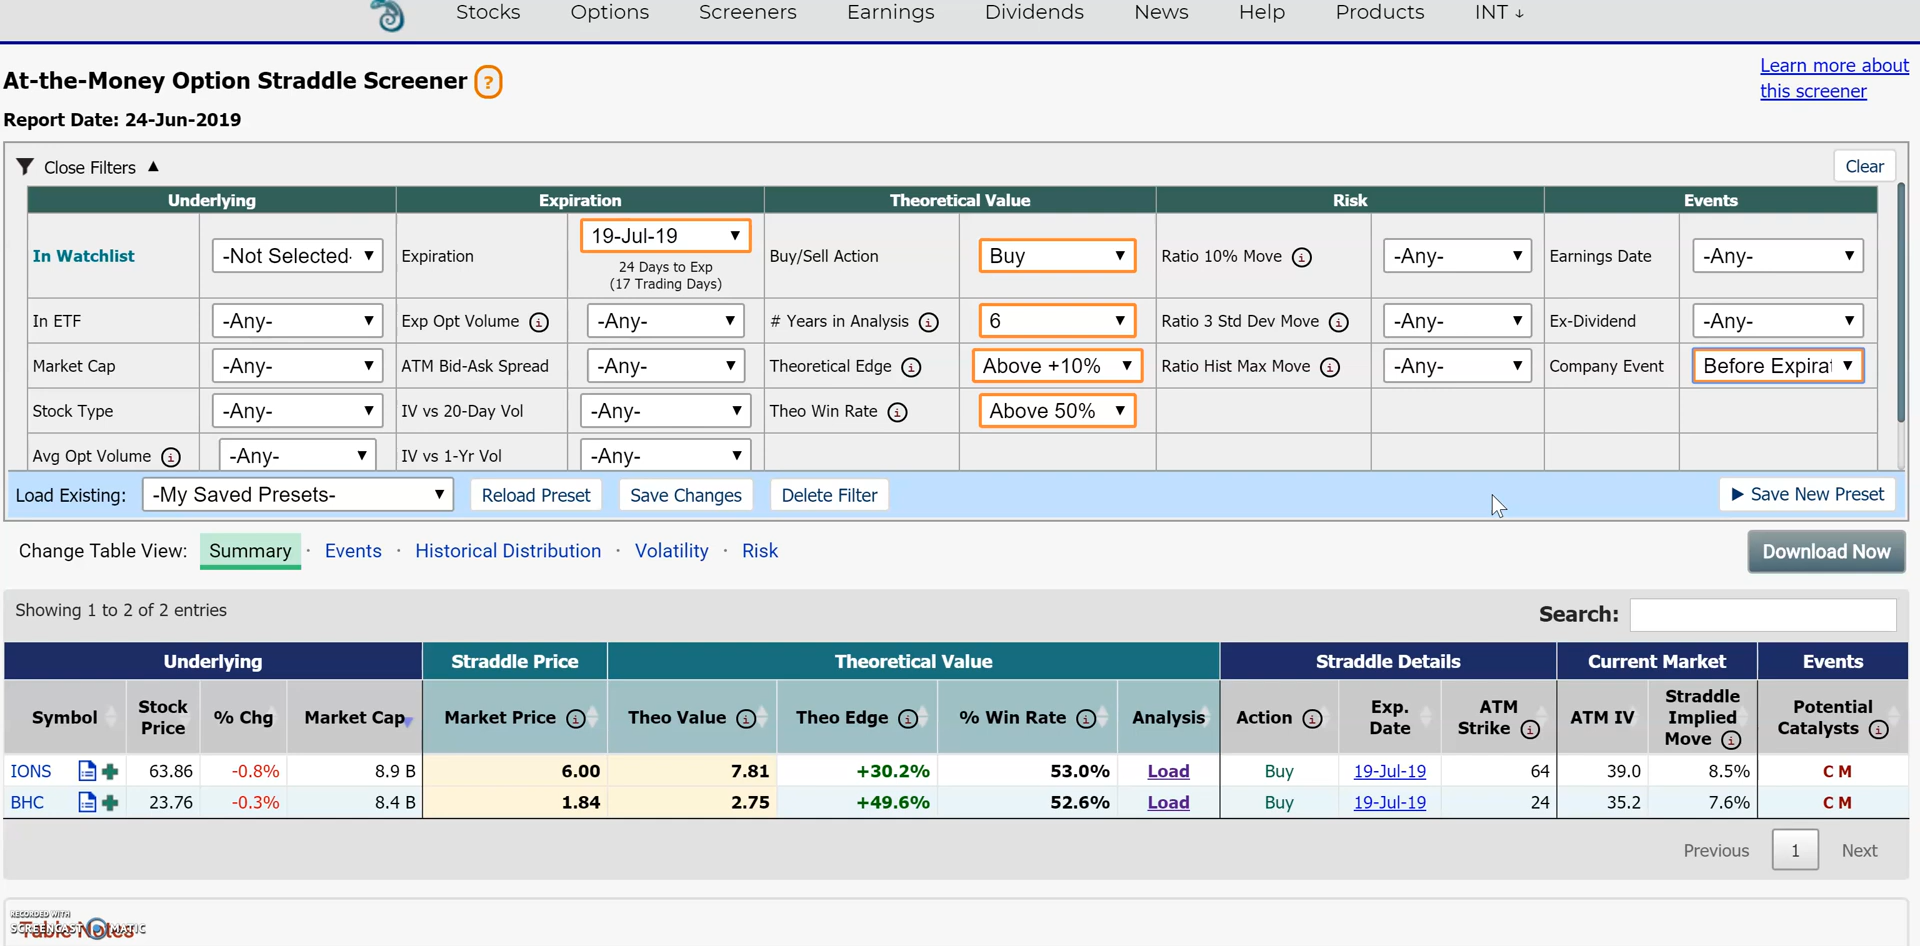 Stocks Options Screeners Earnings Dividends News Help Products INT ↓
At-the-Money Option Straddle Screener ?
Learn more about
this screener
Report Date: 24-Jun-2019
Close Filters ▲ Clear
Underlying Expiration Theoretical Value Risk Events
In Watchlist -Not Selected- Expiration 19-Jul-19 Buy/Sell Action Buy Ratio 10% Move i -Any- Earnings Date -Any-
24 Days to Exp
(17 Trading Days)
In ETF -Any- Exp Opt Volume i -Any- # Years in Analysis i 6 Ratio 3 Std Dev Move i -Any- Ex-Dividend -Any-
Market Cap -Any- ATM Bid-Ask Spread -Any- Theoretical Edge i Above +10% Ratio Hist Max Move i -Any- Company Event Before Expirat
Stock Type -Any- IV vs 20-Day Vol -Any- Theo Win Rate i Above 50%
Avg Opt Volume i -Any- IV vs 1-Yr Vol -Any-
Load Existing: -My Saved Presets- Reload Preset Save Changes Delete Filter ▶ Save New Preset
Change Table View: Summary · Events · Historical Distribution · Volatility · Risk Download Now
Showing 1 to 2 of 2 entries Search:
Underlying Straddle Price Theoretical Value Straddle Details Current Market Events
Symbol Stock Price % Chg Market Cap Market Price i Theo Value i Theo Edge i % Win Rate i Analysis Action i Exp. Date ATM Strike i ATM IV Straddle Implied Move i Potential Catalysts i
IONS 63.86 -0.8% 8.9 B 6.00 7.81 +30.2% 53.0% Load Buy 19-Jul-19 64 39.0 8.5% C M
BHC 23.76 -0.3% 8.4 B 1.84 2.75 +49.6% 52.6% Load Buy 19-Jul-19 24 35.2 7.6% C M
Previous 1 Next
RECORDED WITH
SCREENCAST-O-MATIC
Table Notes